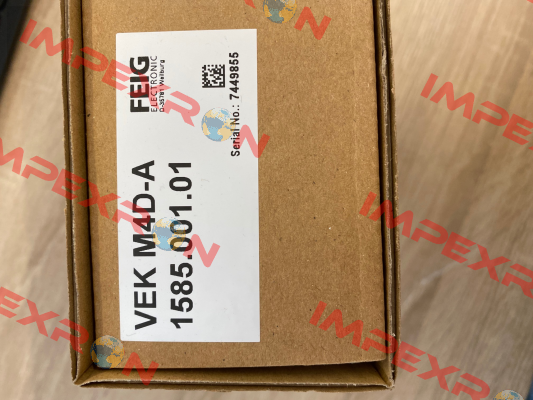 FEIG
ELECTRONIC
D-35781 Weilburg
Serial No.: 7449855
VEK M4D-A
1585.001.01
IMPEXRON
IMPEXRON
IMPEXRON
IMPEXRON
IMPEXRON
IMPEXRON